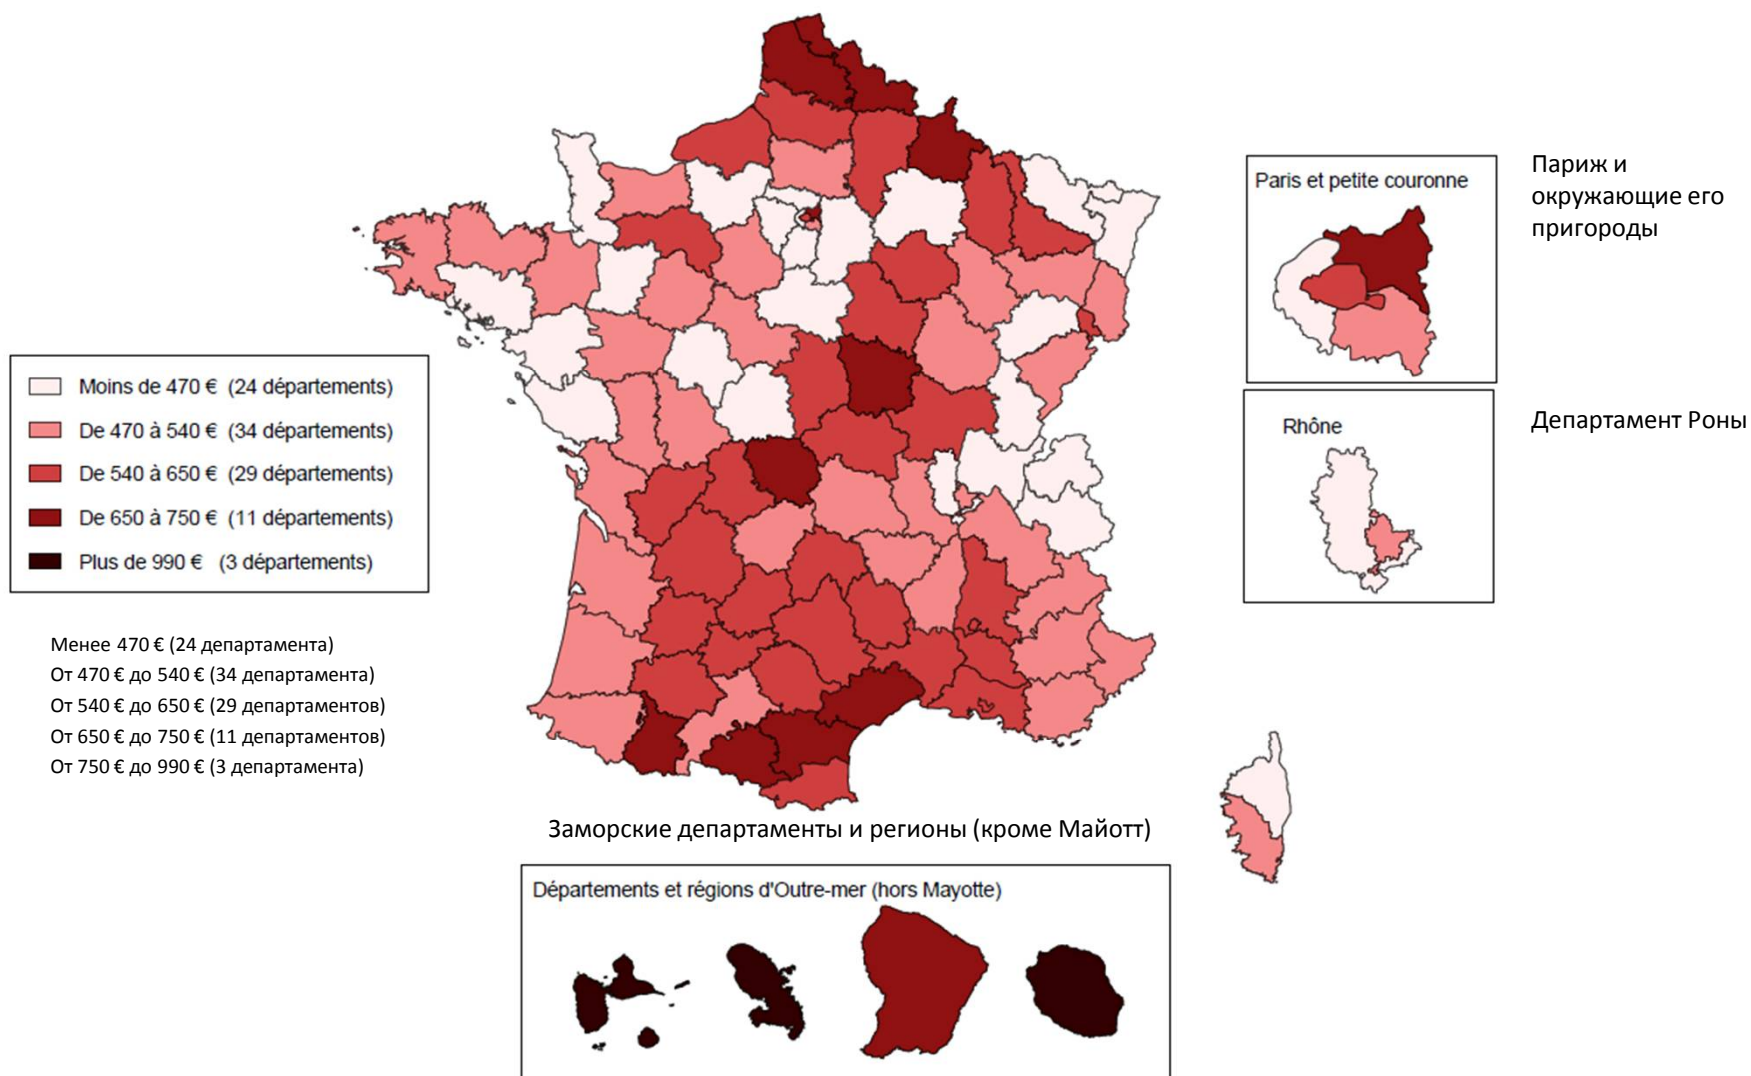 Paris et petite couronne
Париж и
окружающие его
пригороды
Moins de 470 € (24 départements)
De 470 à 540 € (34 départements)
De 540 à 650 € (29 départements)
De 650 à 750 € (11 départements)
Plus de 990 € (3 départements)
Rhône
Департамент Роны
Менее 470 € (24 департамента)
От 470 € до 540 € (34 департамента)
От 540 € до 650 € (29 департаментов)
От 650 € до 750 € (11 департаментов)
От 750 € до 990 € (3 департамента)
Заморские департаменты и регионы (кроме Майотт)
Départements et régions d'Outre-mer (hors Mayotte)